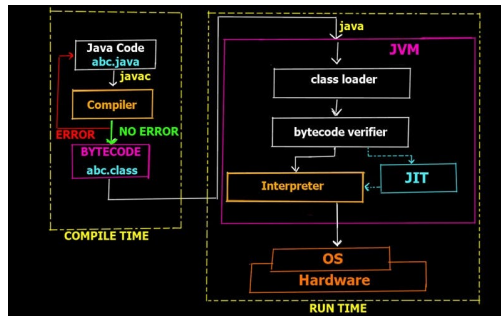 Java Code
abc.java
javac
Compiler
ERROR
NO ERROR
BYTECODE
abc.class
COMPILE TIME
java
JVM
class loader
bytecode verifier
Interpreter
JIT
OS
Hardware
RUN TIME